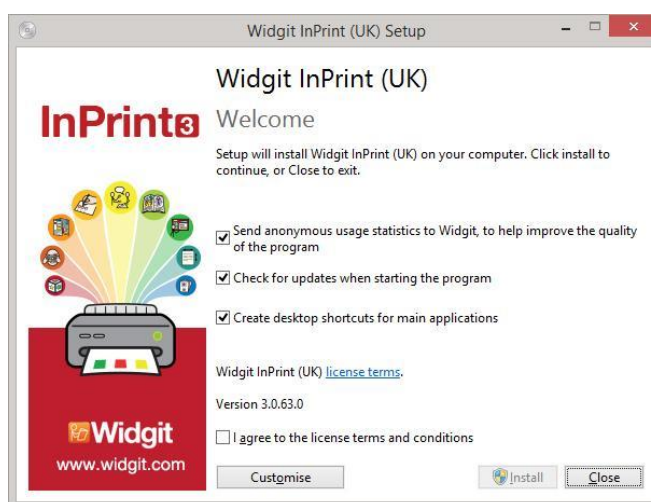 Widgit InPrint (UK) Setup
Widgit InPrint (UK)
InPrint3
Welcome
Setup will install Widgit InPrint (UK) on your computer. Click install to
continue, or Close to exit.
Send anonymous usage statistics to Widgit, to help improve the quality
of the program
Check for updates when starting the program
Create desktop shortcuts for main applications
Widgit InPrint (UK) license terms.
Version 3.0.63.0
I agree to the license terms and conditions
Widgit
www.widgit.com
Customise
Install
Close